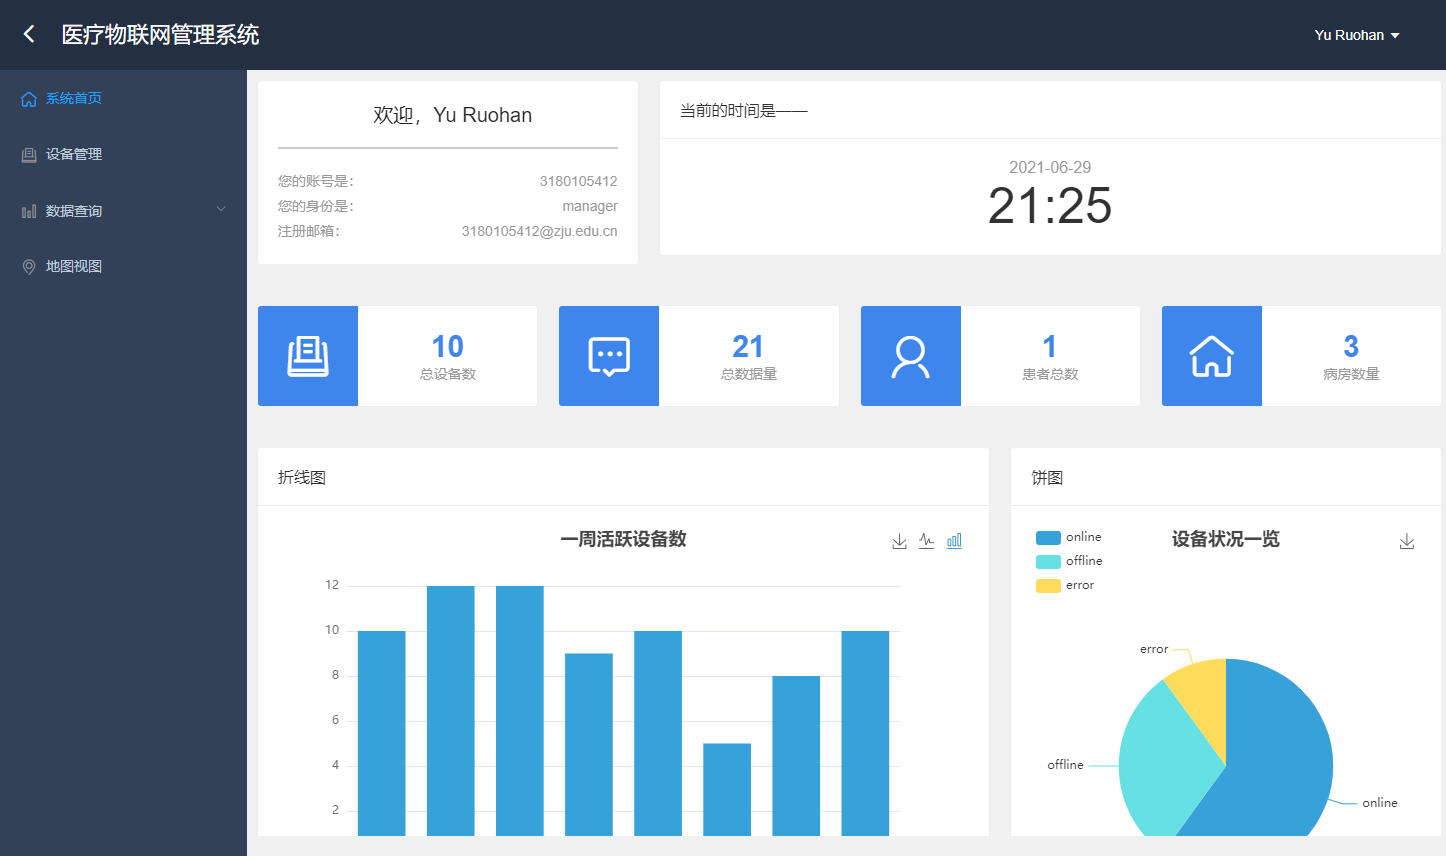 医疗物联网管理系统
Yu Ruohan
系统首页
设备管理
数据查询
地图视图
欢迎，Yu Ruohan
您的账号是：
3180105412
您的身份是：
manager
注册邮箱：
3180105412@zju.edu.cn
当前的时间是——
2021-06-29
21:25
10
总设备数
21
总数据量
1
患者总数
3
病房数量
折线图
一周活跃设备数
12
10
8
6
4
2
饼图
设备状况一览
online
offline
error
error
offline
online